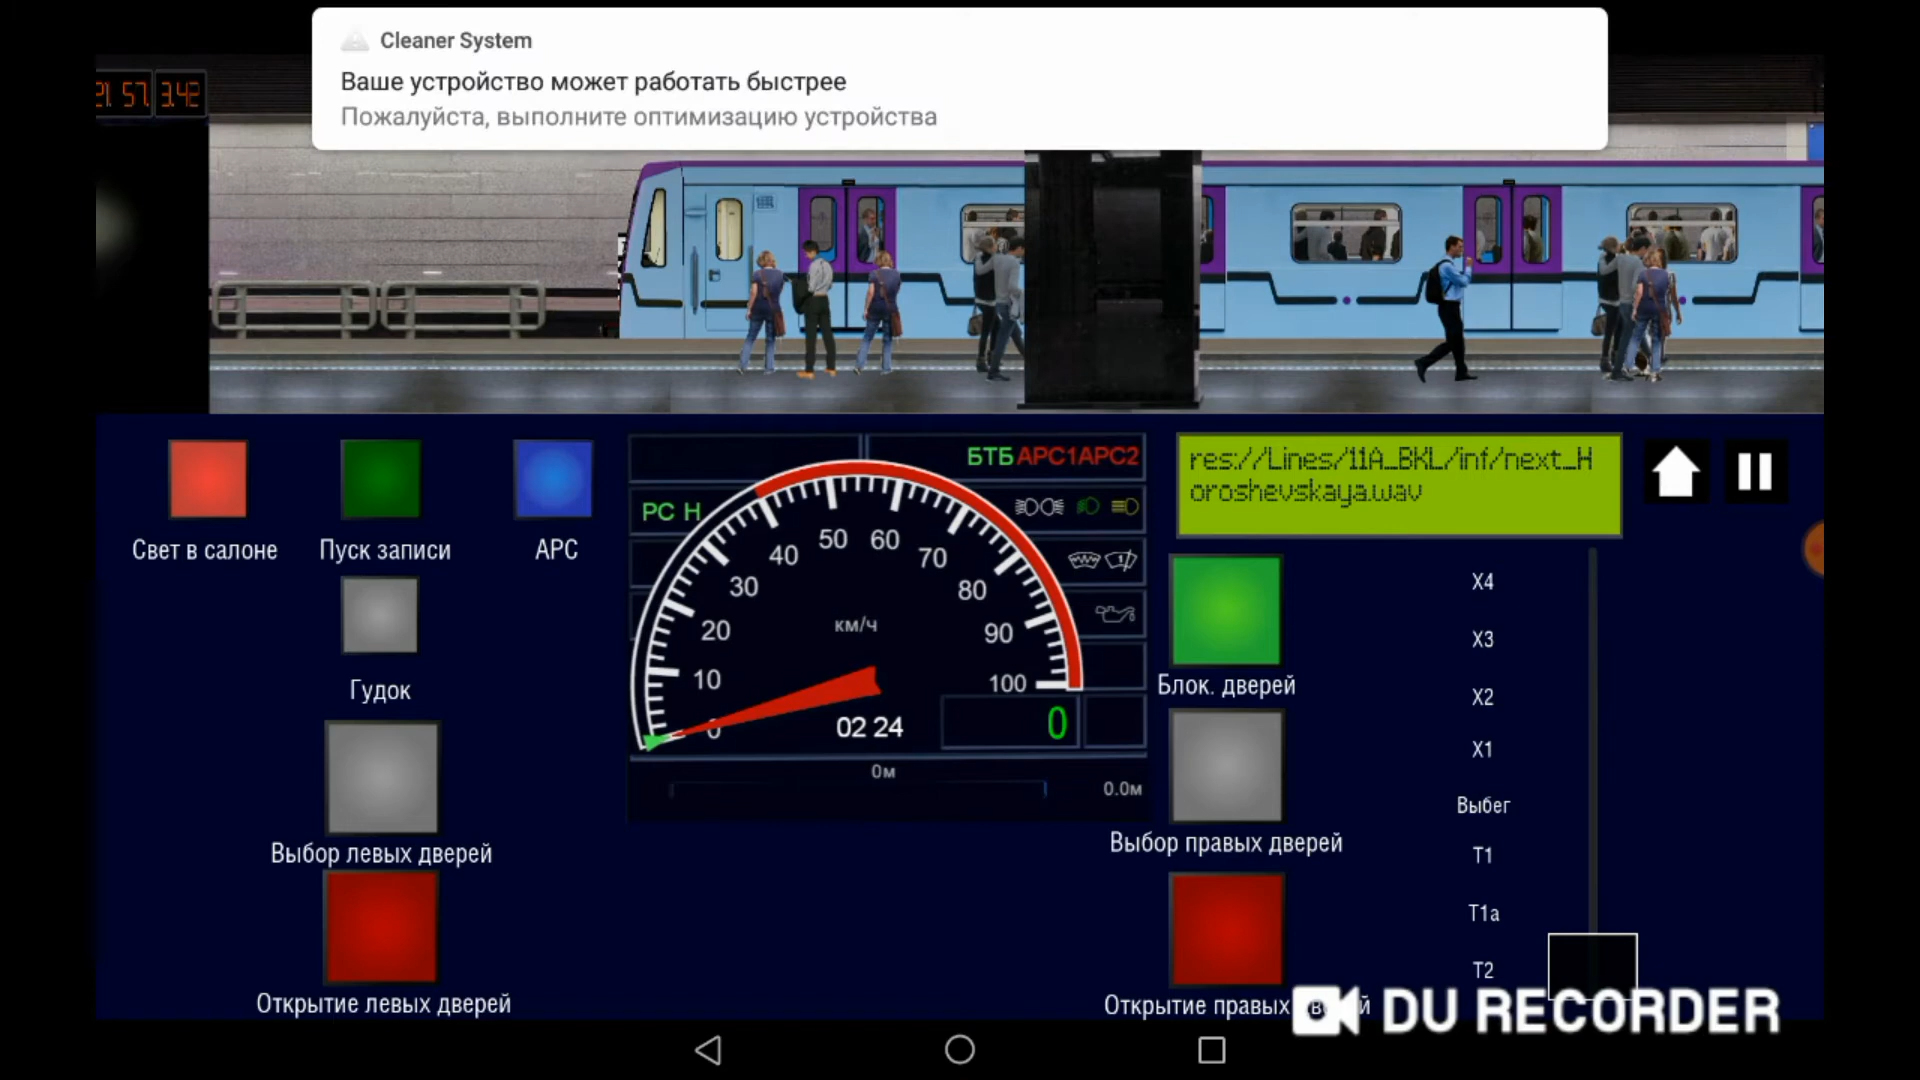 Cleaner System
Ваше устройство может работать быстрее
Пожалуйста, выполните оптимизацию устройства
21 57 3.42
БТБ АРС1АРС2
res://Lines/11A_BKL/inf/next_H
oroshevskaya.wav
РС Н
Свет в салоне
Пуск записи
АРС
0
10
20
30
40
50
60
70
80
90
100
км/ч
02 24
0
0м
0.0м
Гудок
Выбор левых дверей
Открытие левых дверей
Блок. дверей
Выбор правых дверей
Открытие правых
X4
X3
X2
X1
Выбег
Т1
Т1а
Т2
DU RECORDER